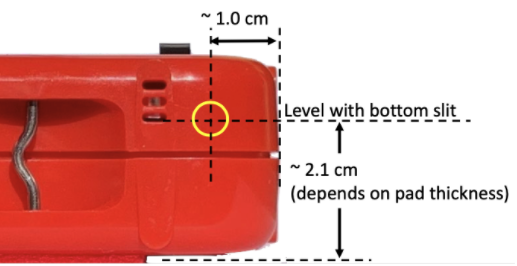 ~ 1.0 cm
Level with bottom slit
~ 2.1 cm
(depends on pad thickness)